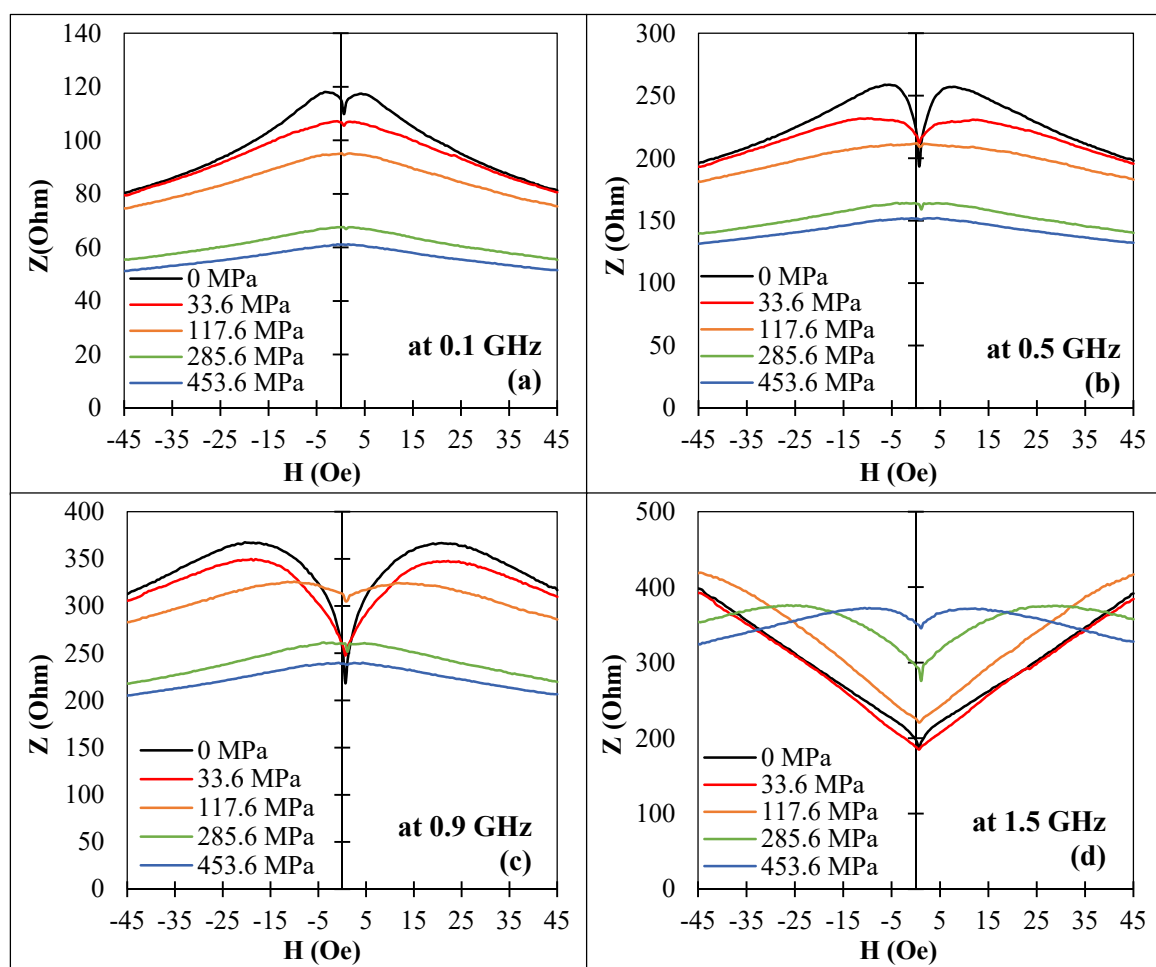 140
120
100
80
60
40
20
0
Z(Ohm)
0 MPa
33.6 MPa
117.6 MPa
285.6 MPa
453.6 MPa
at 0.1 GHz
(a)
-45 -35 -25 -15 -5 5 15 25 35 45
H (Oe)
300
250
200
150
100
50
0
Z (Ohm)
0 MPa
33.6 MPa
117.6 MPa
285.6 MPa
453.6 MPa
at 0.5 GHz
(b)
-45 -35 -25 -15 -5 5 15 25 35 45
H (Oe)
400
350
300
250
200
150
100
50
0
Z (Ohm)
0 MPa
33.6 MPa
117.6 MPa
285.6 MPa
453.6 MPa
at 0.9 GHz
(c)
-45 -35 -25 -15 -5 5 15 25 35 45
H (Oe)
500
400
300
200
100
0
Z (Ohm)
0 MPa
33.6 MPa
117.6 MPa
285.6 MPa
453.6 MPa
at 1.5 GHz
(d)
-45 -35 -25 -15 -5 5 15 25 35 45
H (Oe)